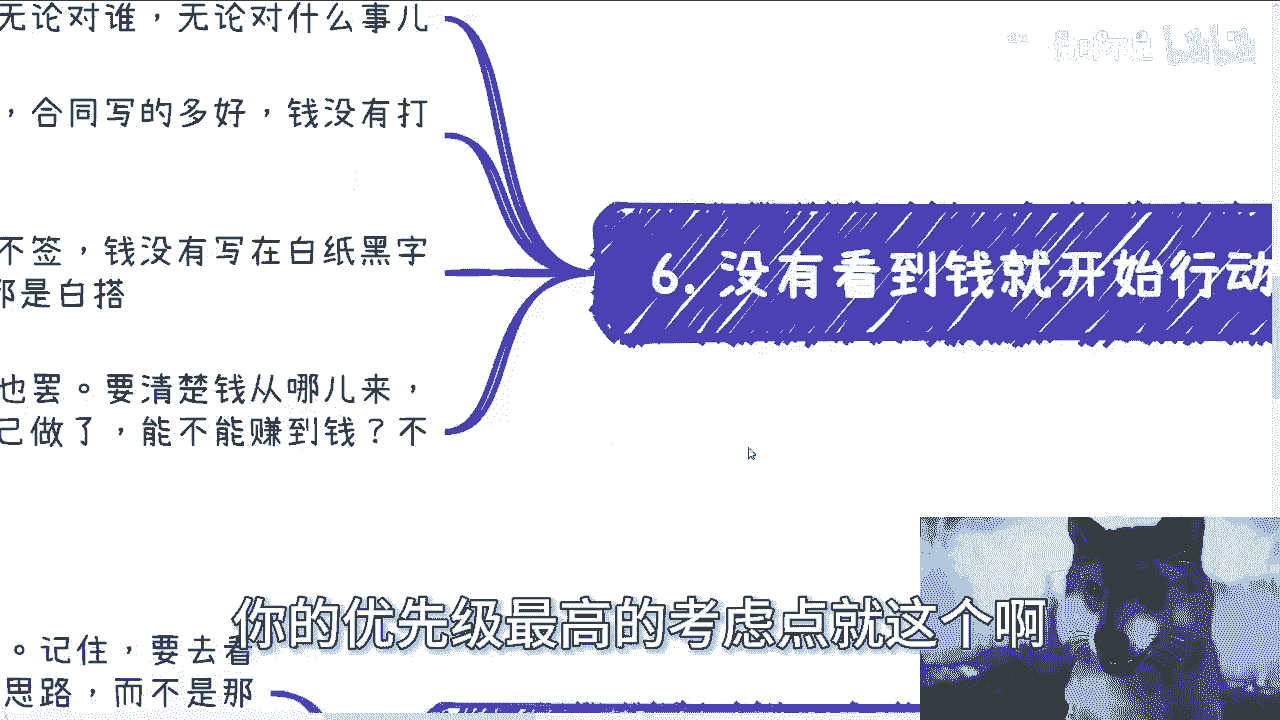 无论对谁，无论对什么事儿
，合同写的多好，钱没有打
不签，钱没有写在白纸黑字
那是白搭
6. 没有看到钱就开始行动
也罢。要清楚钱从哪儿来，
己做了，能不能赚到钱？不
你的优先级最高的考虑点就这个啊
。记住，要去看
思路，而不是那
bilibili